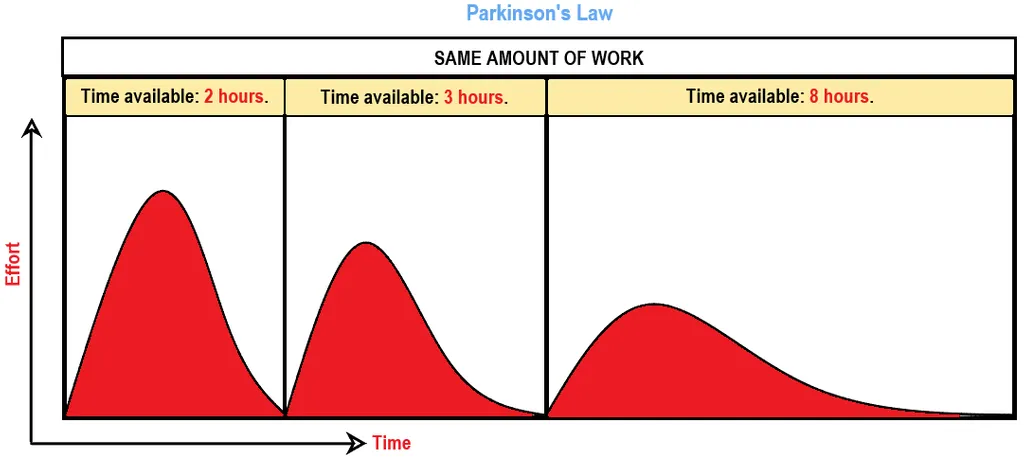 Parkinson's Law
SAME AMOUNT OF WORK
Time available: 2 hours.
Time available: 3 hours.
Time available: 8 hours.
Effort
Time